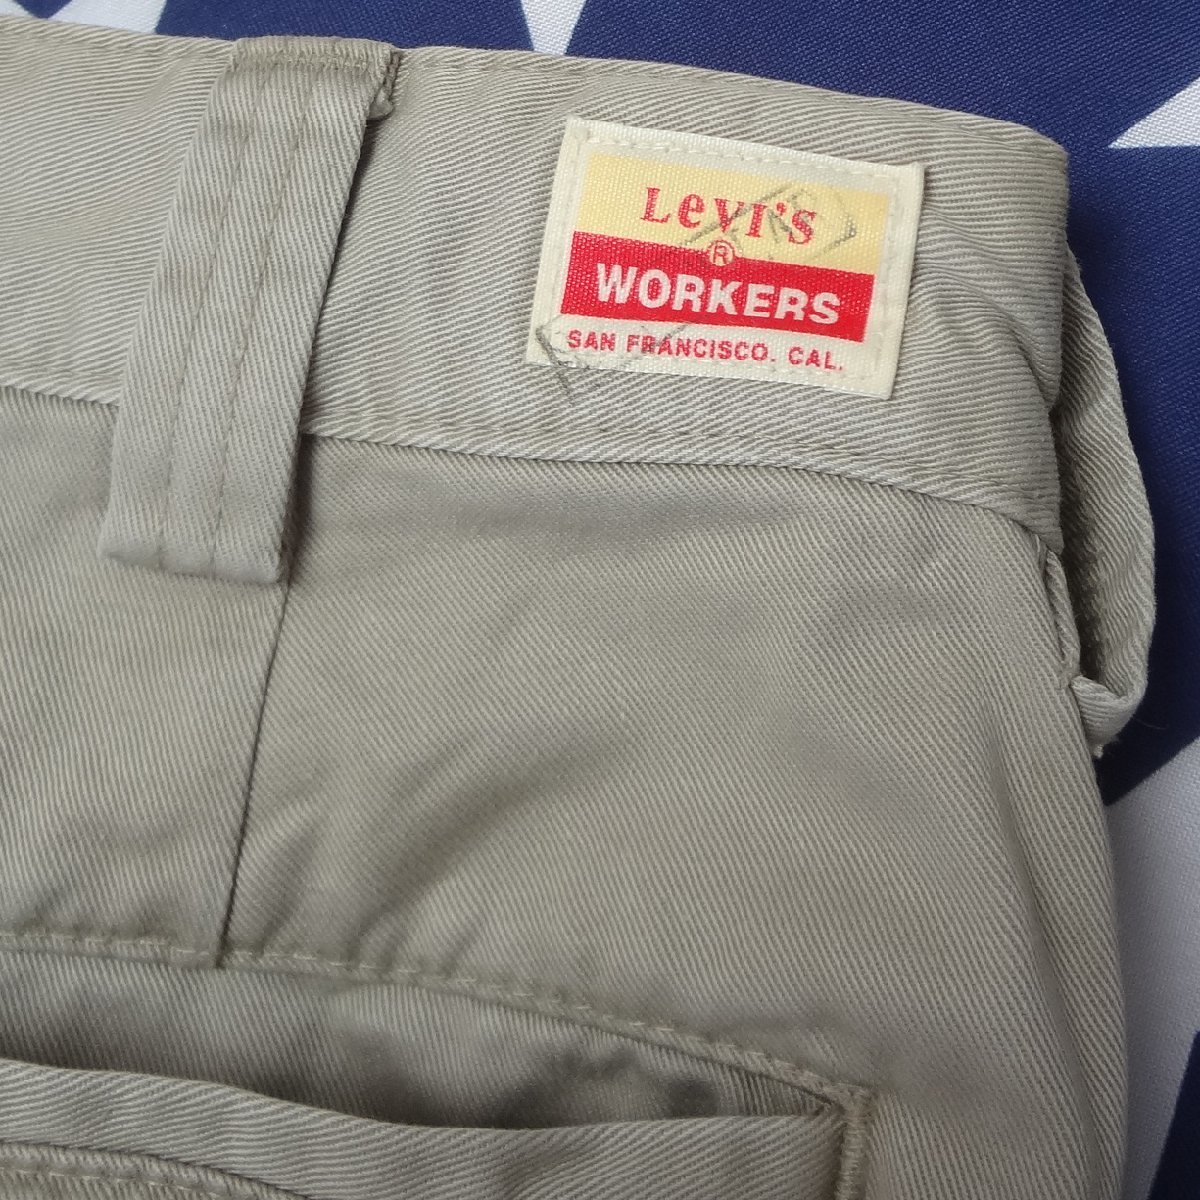 Levi's
®
WORKERS
SAN FRANCISCO. CAL.